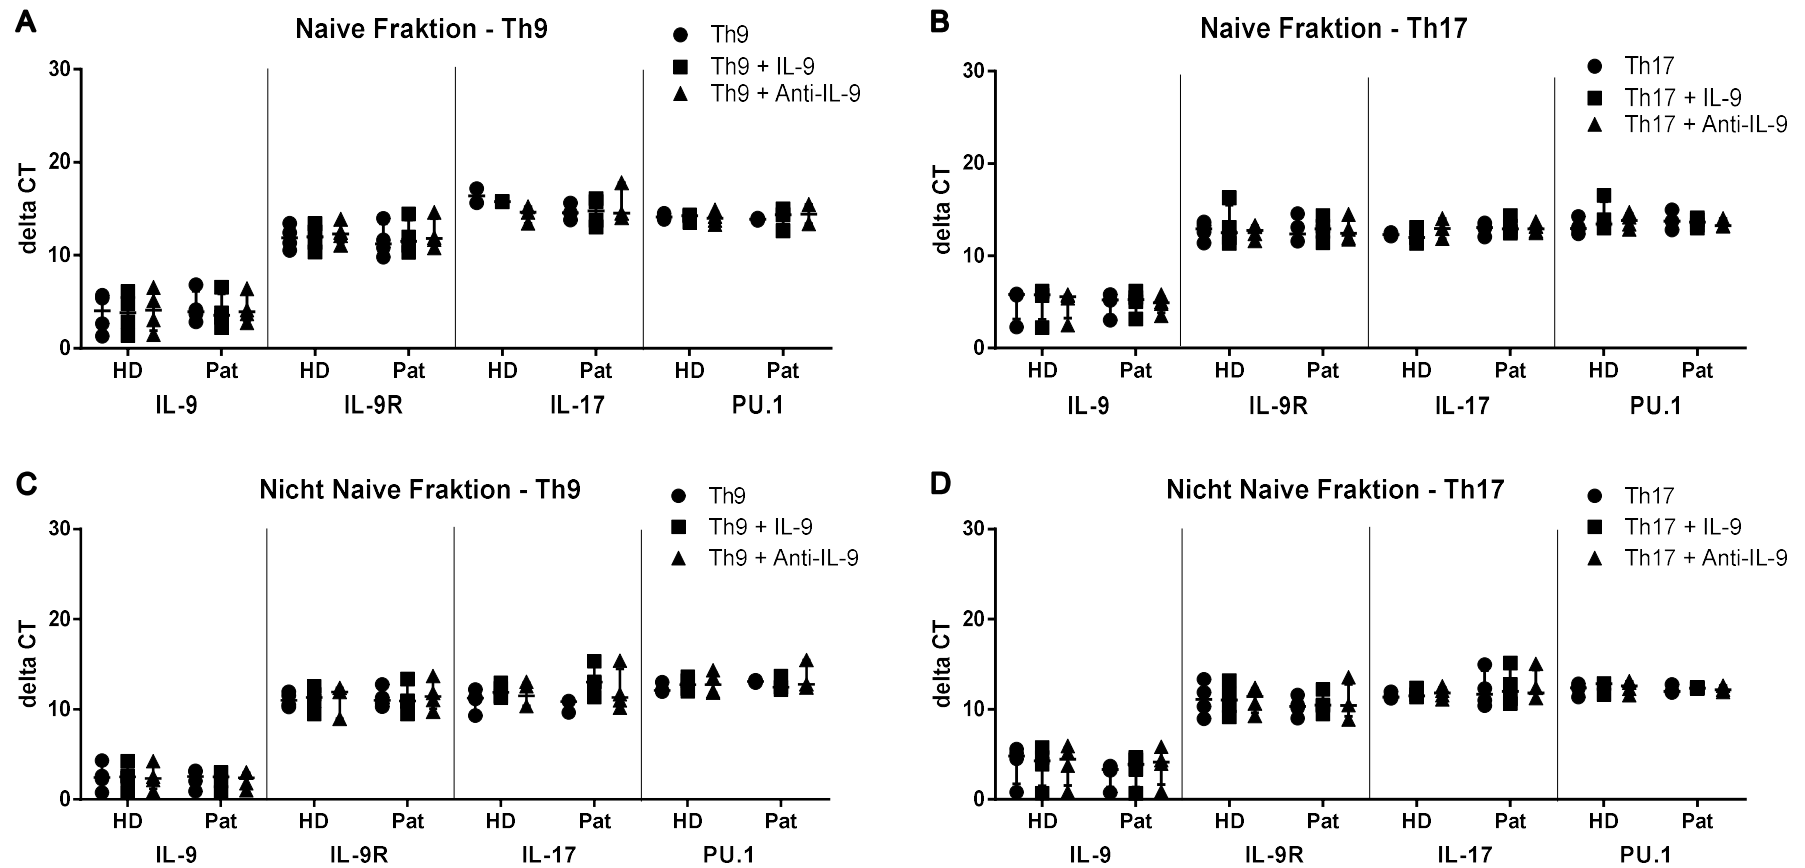 A
Naive Fraktion - Th9
Th9
Th9 + IL-9
Th9 + Anti-IL-9
delta CT
30
20
10
0
HD Pat HD Pat HD Pat HD Pat
IL-9 IL-9R IL-17 PU.1
B
Naive Fraktion - Th17
Th17
Th17 + IL-9
Th17 + Anti-IL-9
delta CT
30
20
10
0
HD Pat HD Pat HD Pat HD Pat
IL-9 IL-9R IL-17 PU.1
C
Nicht Naive Fraktion - Th9
Th9
Th9 + IL-9
Th9 + Anti-IL-9
delta CT
30
20
10
0
HD Pat HD Pat HD Pat HD Pat
IL-9 IL-9R IL-17 PU.1
D
Nicht Naive Fraktion - Th17
Th17
Th17 + IL-9
Th17 + Anti-IL-9
delta CT
30
20
10
0
HD Pat HD Pat HD Pat HD Pat
IL-9 IL-9R IL-17 PU.1